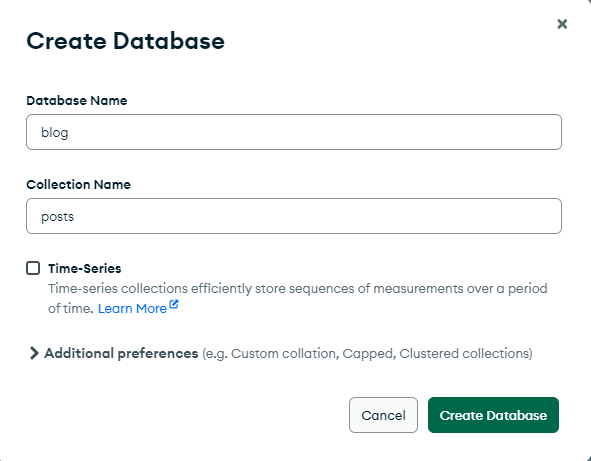 Create Database
Database Name
blog
Collection Name
posts
Time-Series
Time-series collections efficiently store sequences of measurements over a period
of time. Learn More
Additional preferences (e.g. Custom collation, Capped, Clustered collections)
Cancel Create Database